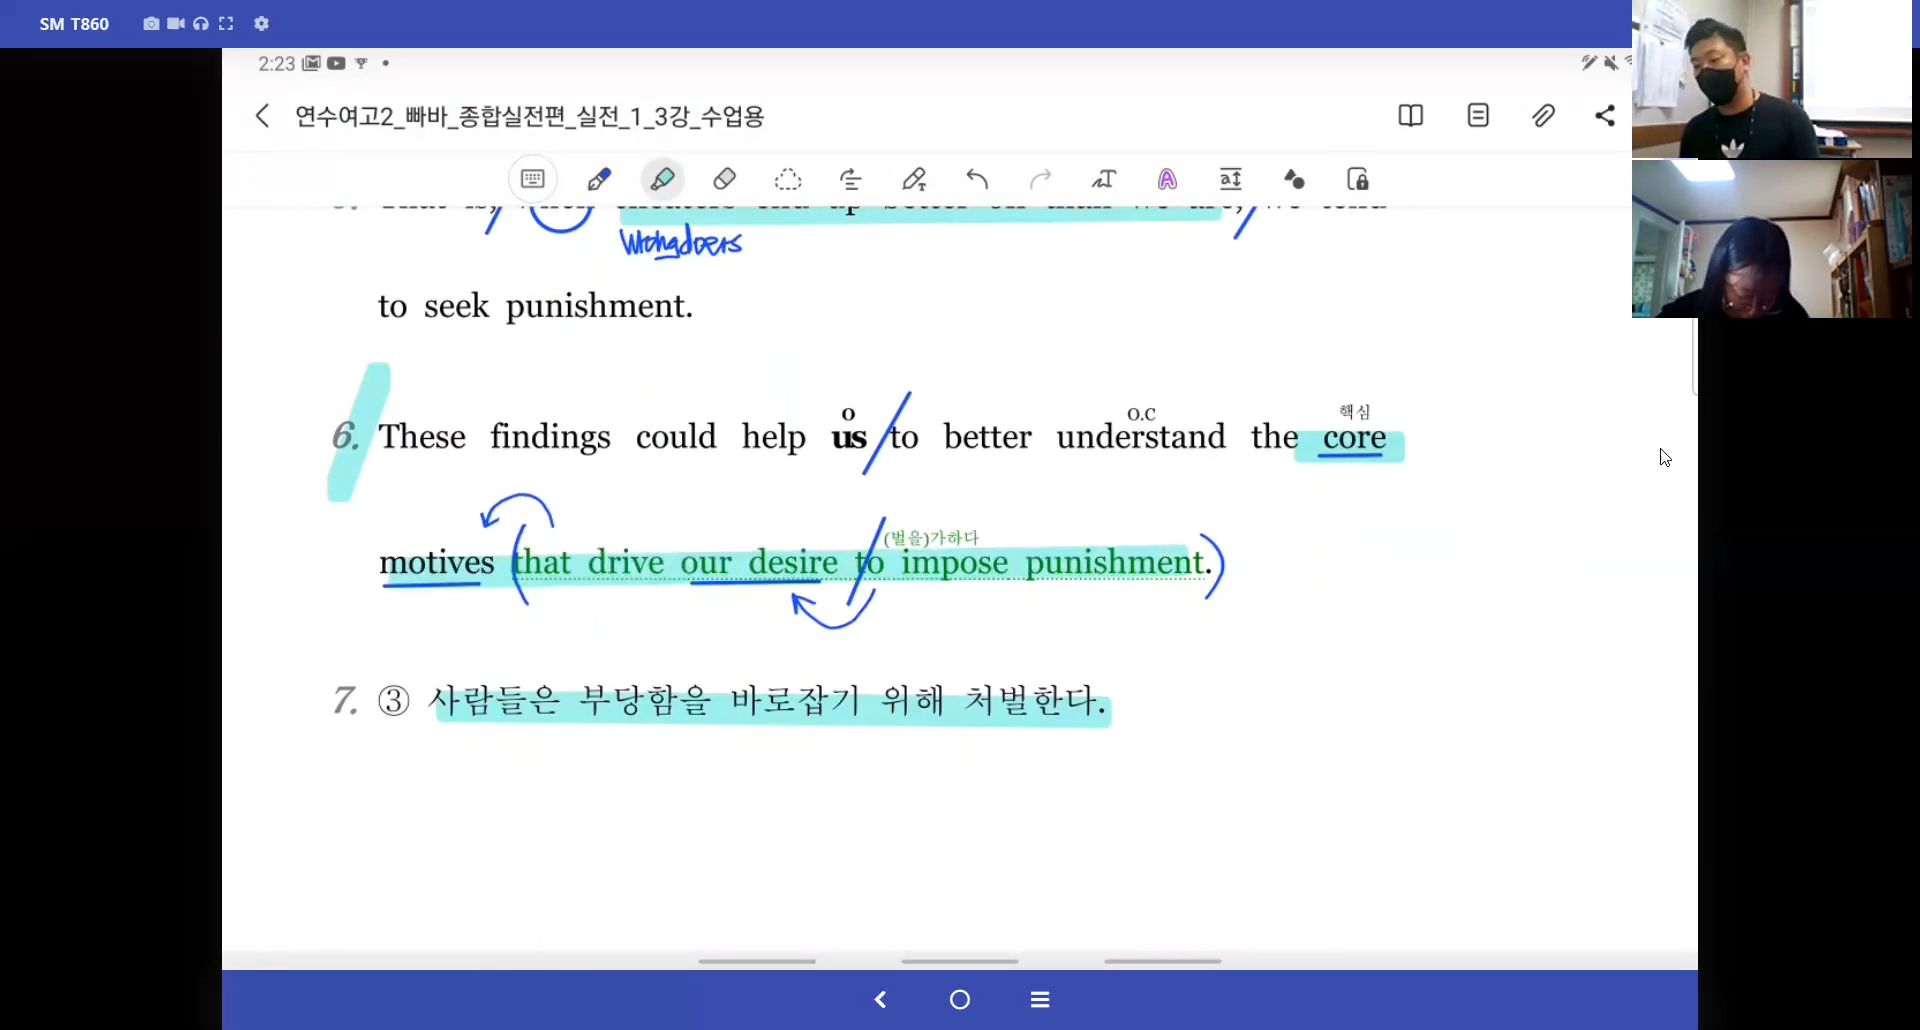 SM T860
2:23
연수여고2_빠바_종합실전편_실전_1_3강_수업용
to seek punishment.
wrongdoers
o o.c 핵심
6. These findings could help us to better understand the core
(벌을)가하다
motives (that drive our desire to impose punishment.)
7. ③ 사람들은 부당함을 바로잡기 위해 처벌한다.